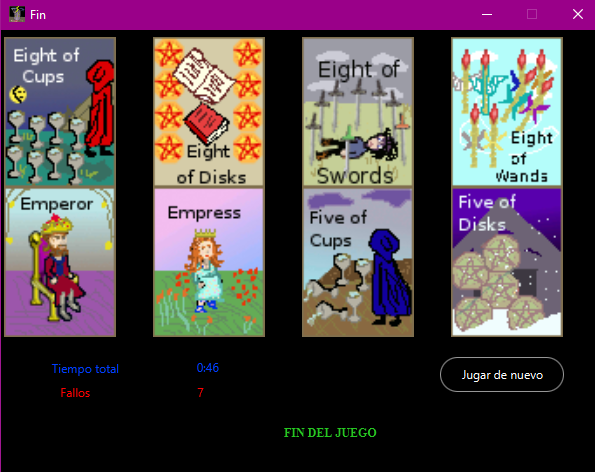 Fin
Eight of
Cups
Eight
of Disks
Eight of
Swords
Eight
of
Wands
Emperor
Empress
Five of
Cups
Five of
Disks
Tiempo total 0:46
Fallos 7
Jugar de nuevo
FIN DEL JUEGO